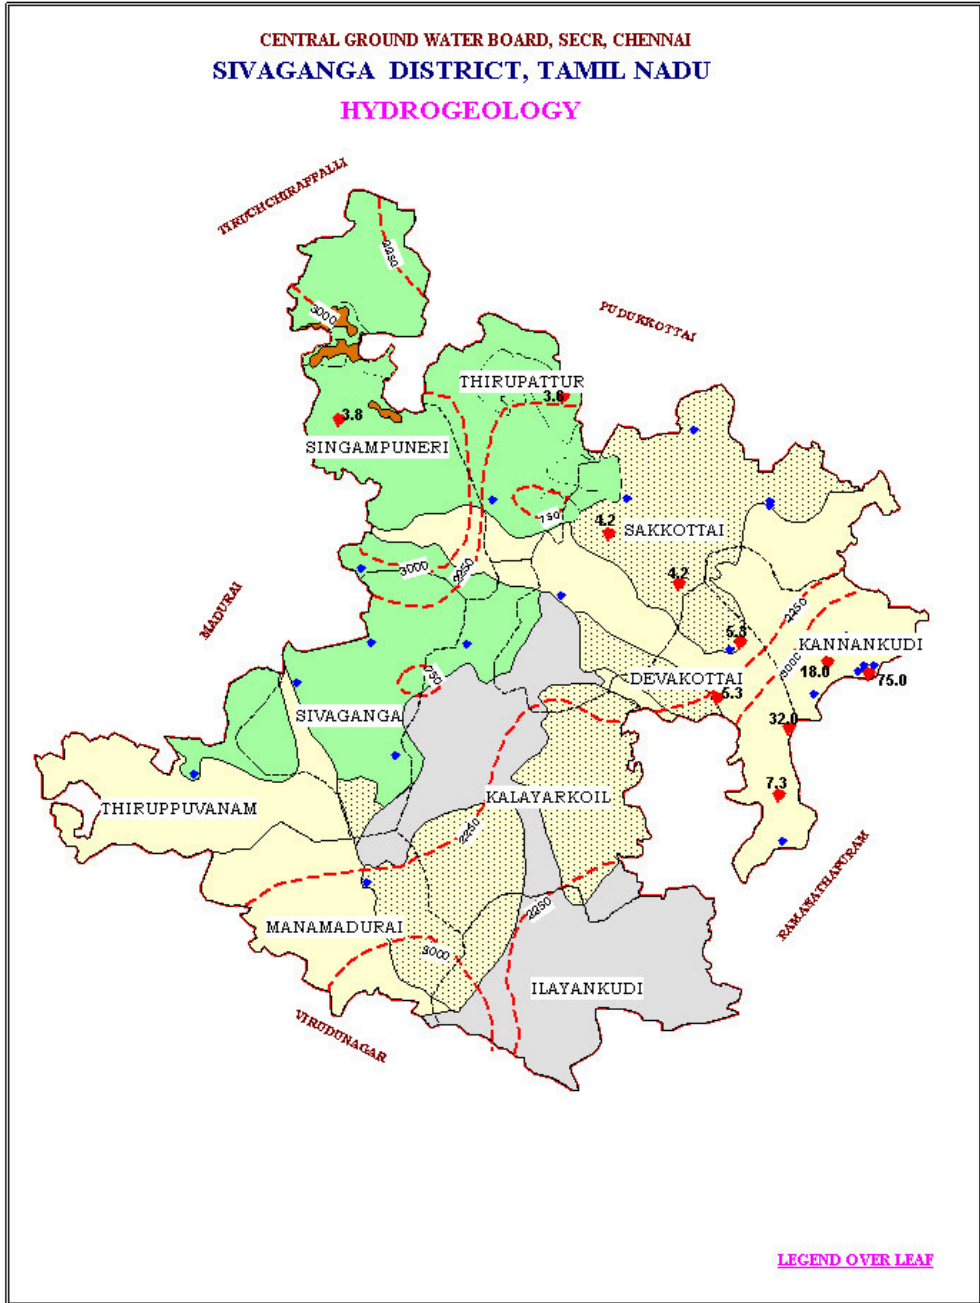 CENTRAL GROUND WATER BOARD, SECR, CHENNAI
SIVAGANGA DISTRICT, TAMIL NADU
HYDROGEOLOGY
TIRUCHCHIRAPPALLI
2250
3000
PUDUKKOTTAI
THIRUPATTUR
3.6
3.8
SINGAMPUNERI
750
4.2
SAKKOTTAI
3000
2250
4.2
MADURAI
2250
5.3
KANNANKUDI
3000
18.0
75.0
DEVAKOTTAI
5.3
750
SIVAGANGA
32.0
7.3
THIRUPPUVANAM
KALAYARKOIL
2250
RAMANATHAPURAM
2250
MANAMADURAI
3000
ILAYANKUDI
VIRUDUNAGAR
LEGEND OVER LEAF